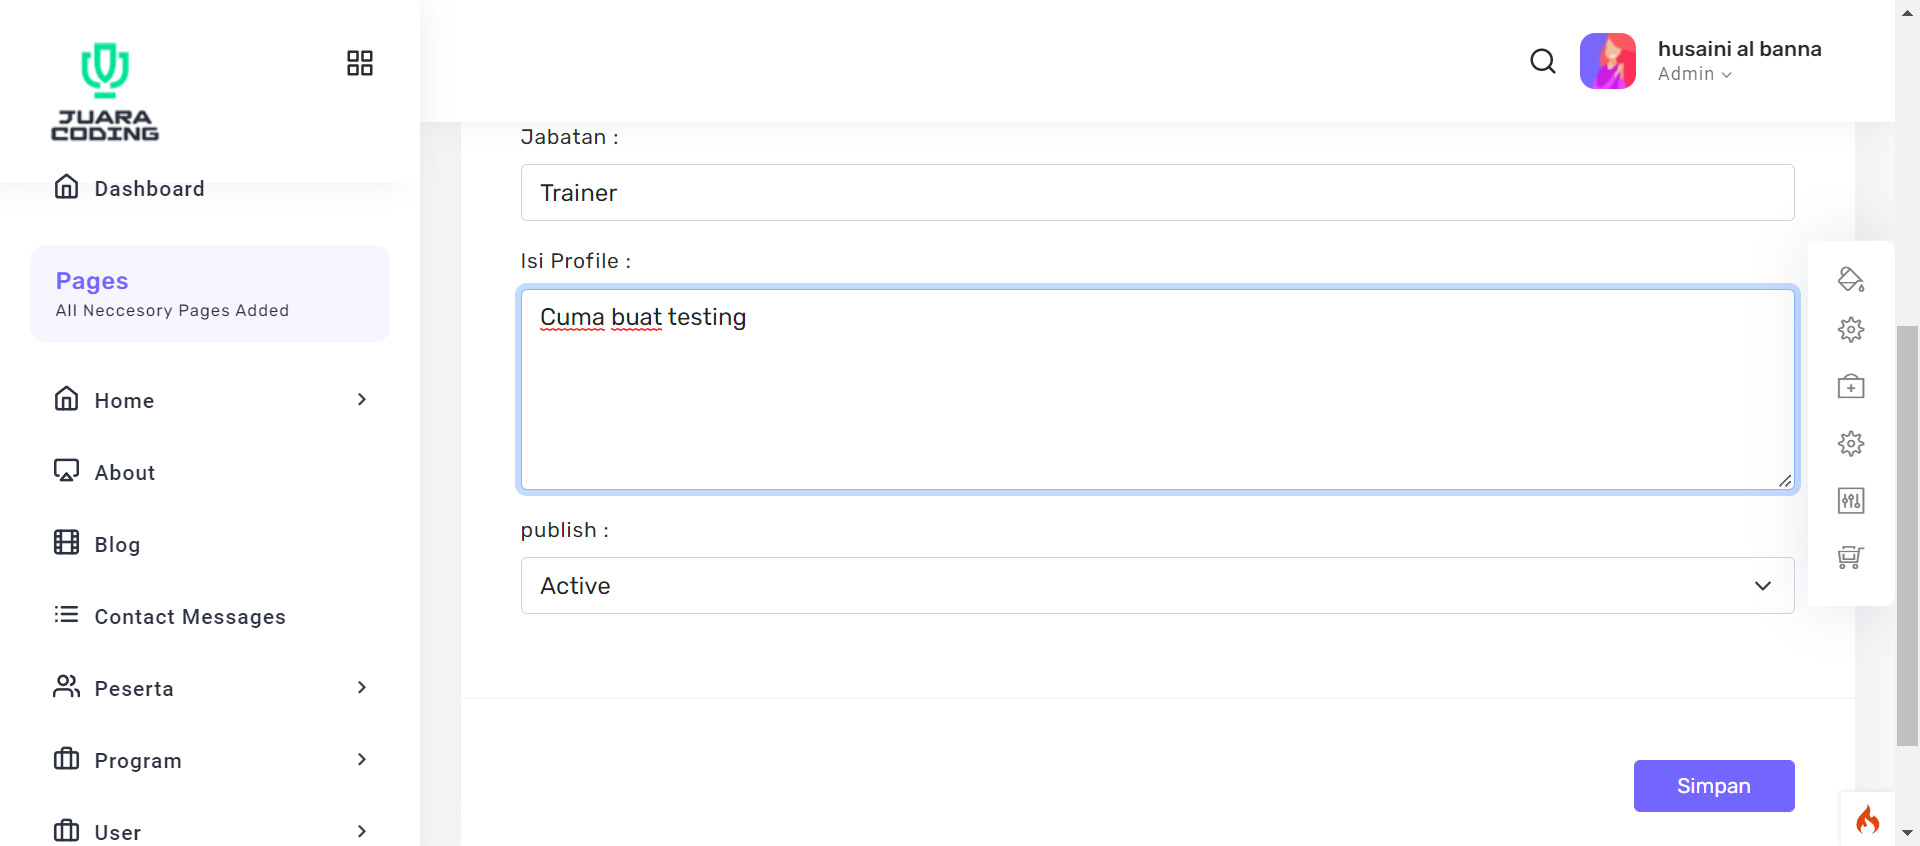 JUARA
CODING
Dashboard
Pages
All Neccesory Pages Added
Home
About
Blog
Contact Messages
Peserta
Program
User
husaini al banna
Admin
Jabatan :
Trainer
Isi Profile :
Cuma buat testing
publish :
Active
Simpan